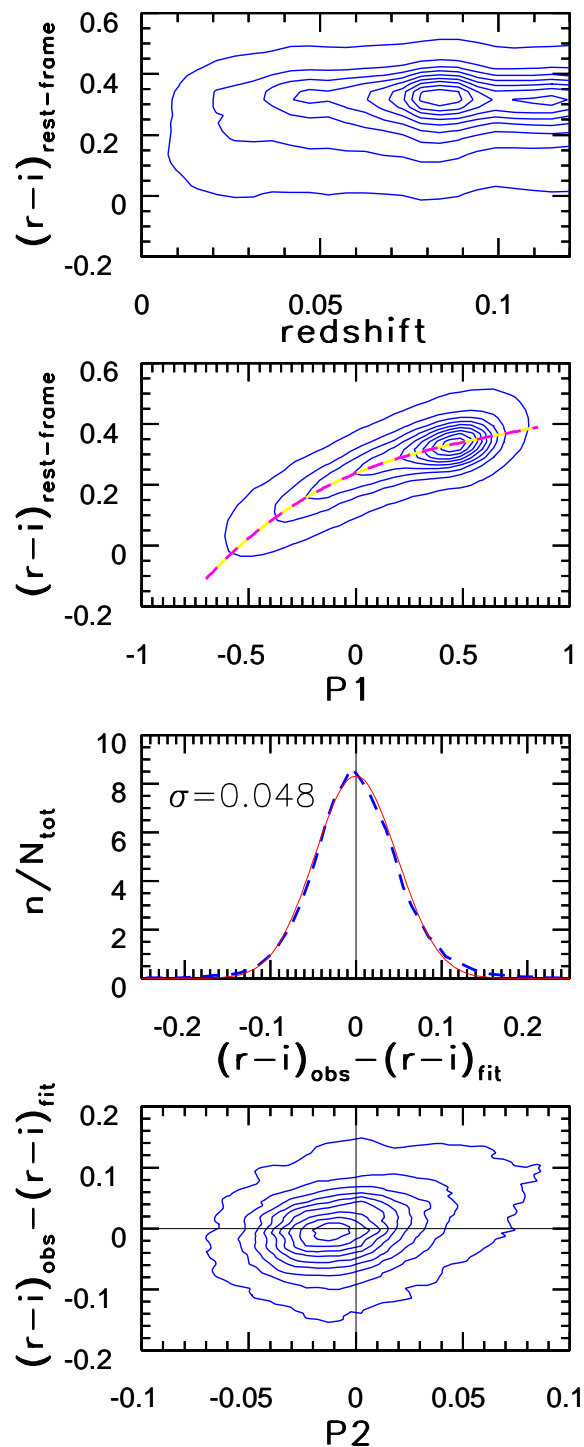 0.6
0.4
0.2
0
-0.2
(r-i)rest-frame
0 0.05 0.1
redshift
0.6
0.4
0.2
0
-0.2
(r-i)rest-frame
-1 -0.5 0 0.5 1
P1
10
8
6
4
2
0
n/Ntot
σ=0.048
-0.2 -0.1 0 0.1 0.2
(r-i)obs-(r-i)fit
0.2
0.1
0
-0.1
-0.2
(r-i)obs-(r-i)fit
-0.1 -0.05 0 0.05 0.1
P2